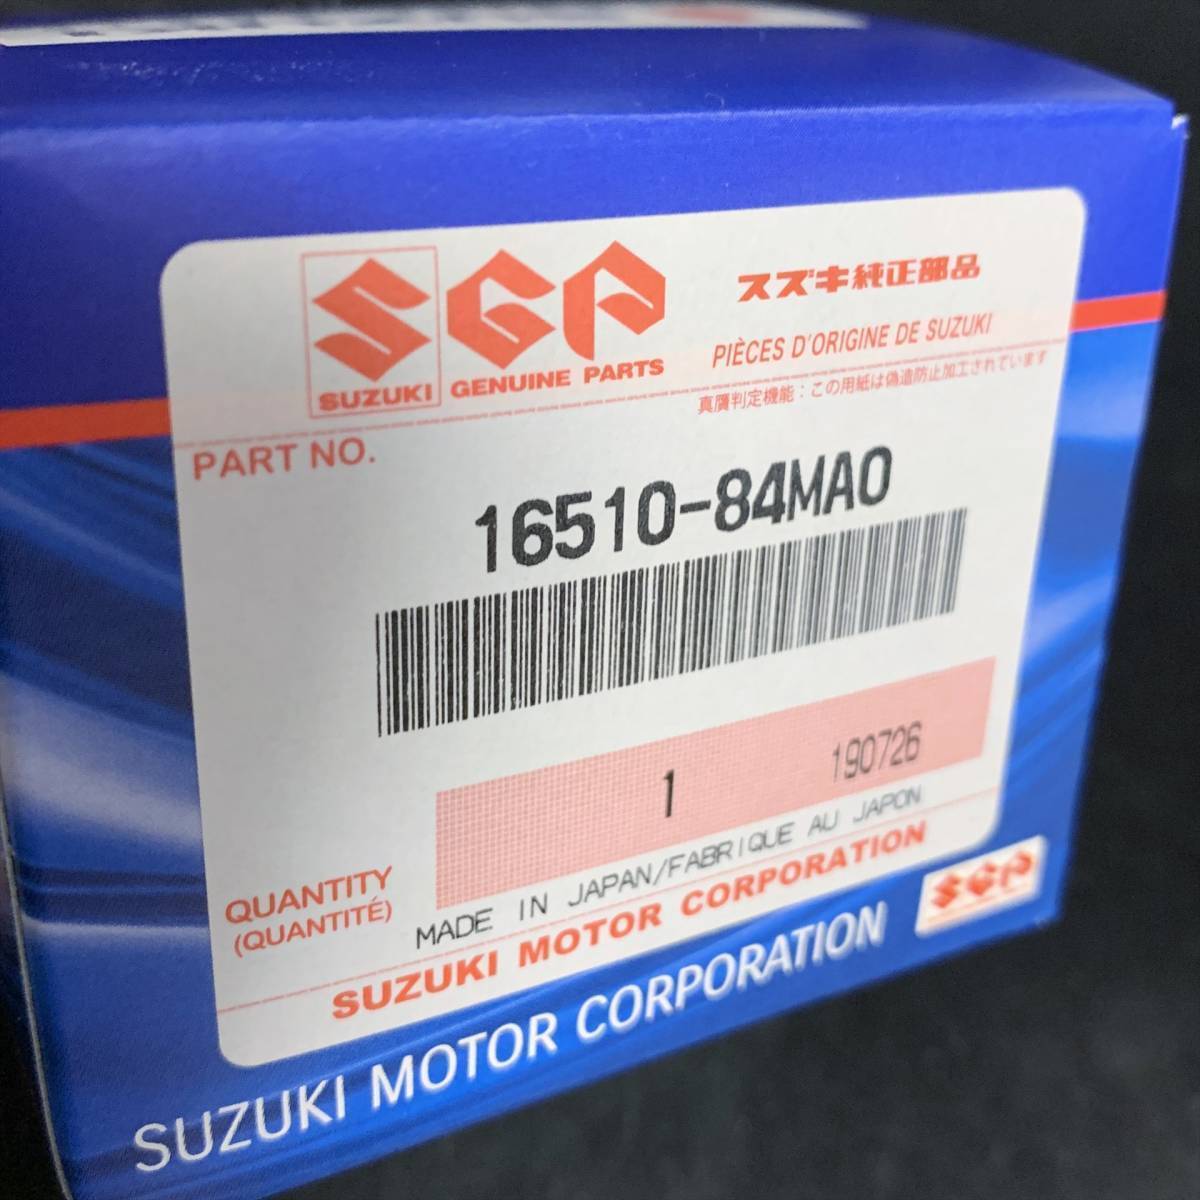 SGP
SUZUKI GENUINE PARTS
スズキ純正部品
PIÈCES D'ORIGINE DE SUZUKI
真贋判定機能：この用紙は偽造防止加工されています
PART NO.
16510-84MA0
1 190726
QUANTITY
(QUANTITÉ)
MADE IN JAPAN/FABRIQUE AU JAPON
SUZUKI MOTOR CORPORATION
SGP
SUZUKI MOTOR CORPORATION